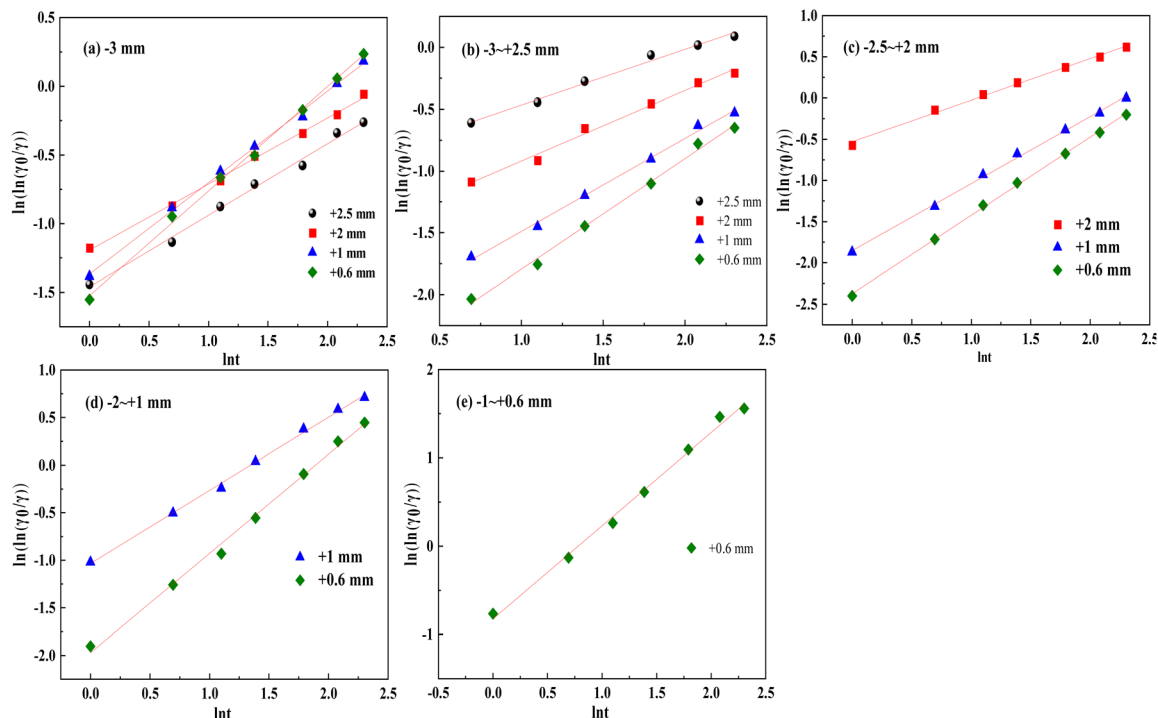 (a) -3 mm
0.5
0.0
-0.5
-1.0
-1.5
ln(ln(γ0/γ))
+2.5 mm
+2 mm
+1 mm
+0.6 mm
0.0 0.5 1.0 1.5 2.0 2.5
lnt
(b) -3~+2.5 mm
0.0
-0.5
-1.0
-1.5
-2.0
ln(ln(γ0/γ))
+2.5 mm
+2 mm
+1 mm
+0.6 mm
0.5 1.0 1.5 2.0 2.5
lnt
(c) -2.5~+2 mm
1.0
0.5
0.0
-0.5
-1.0
-1.5
-2.0
-2.5
ln(ln(γ0/γ))
+2 mm
+1 mm
+0.6 mm
0.0 0.5 1.0 1.5 2.0 2.5
lnt
(d) -2~+1 mm
1.0
0.5
0.0
-0.5
-1.0
-1.5
-2.0
ln(ln(γ0/γ))
+1 mm
+0.6 mm
0.0 0.5 1.0 1.5 2.0 2.5
lnt
(e) -1~+0.6 mm
2
1
0
-1
ln(ln(γ0/γ))
+0.6 mm
-0.5 0.0 0.5 1.0 1.5 2.0 2.5
lnt